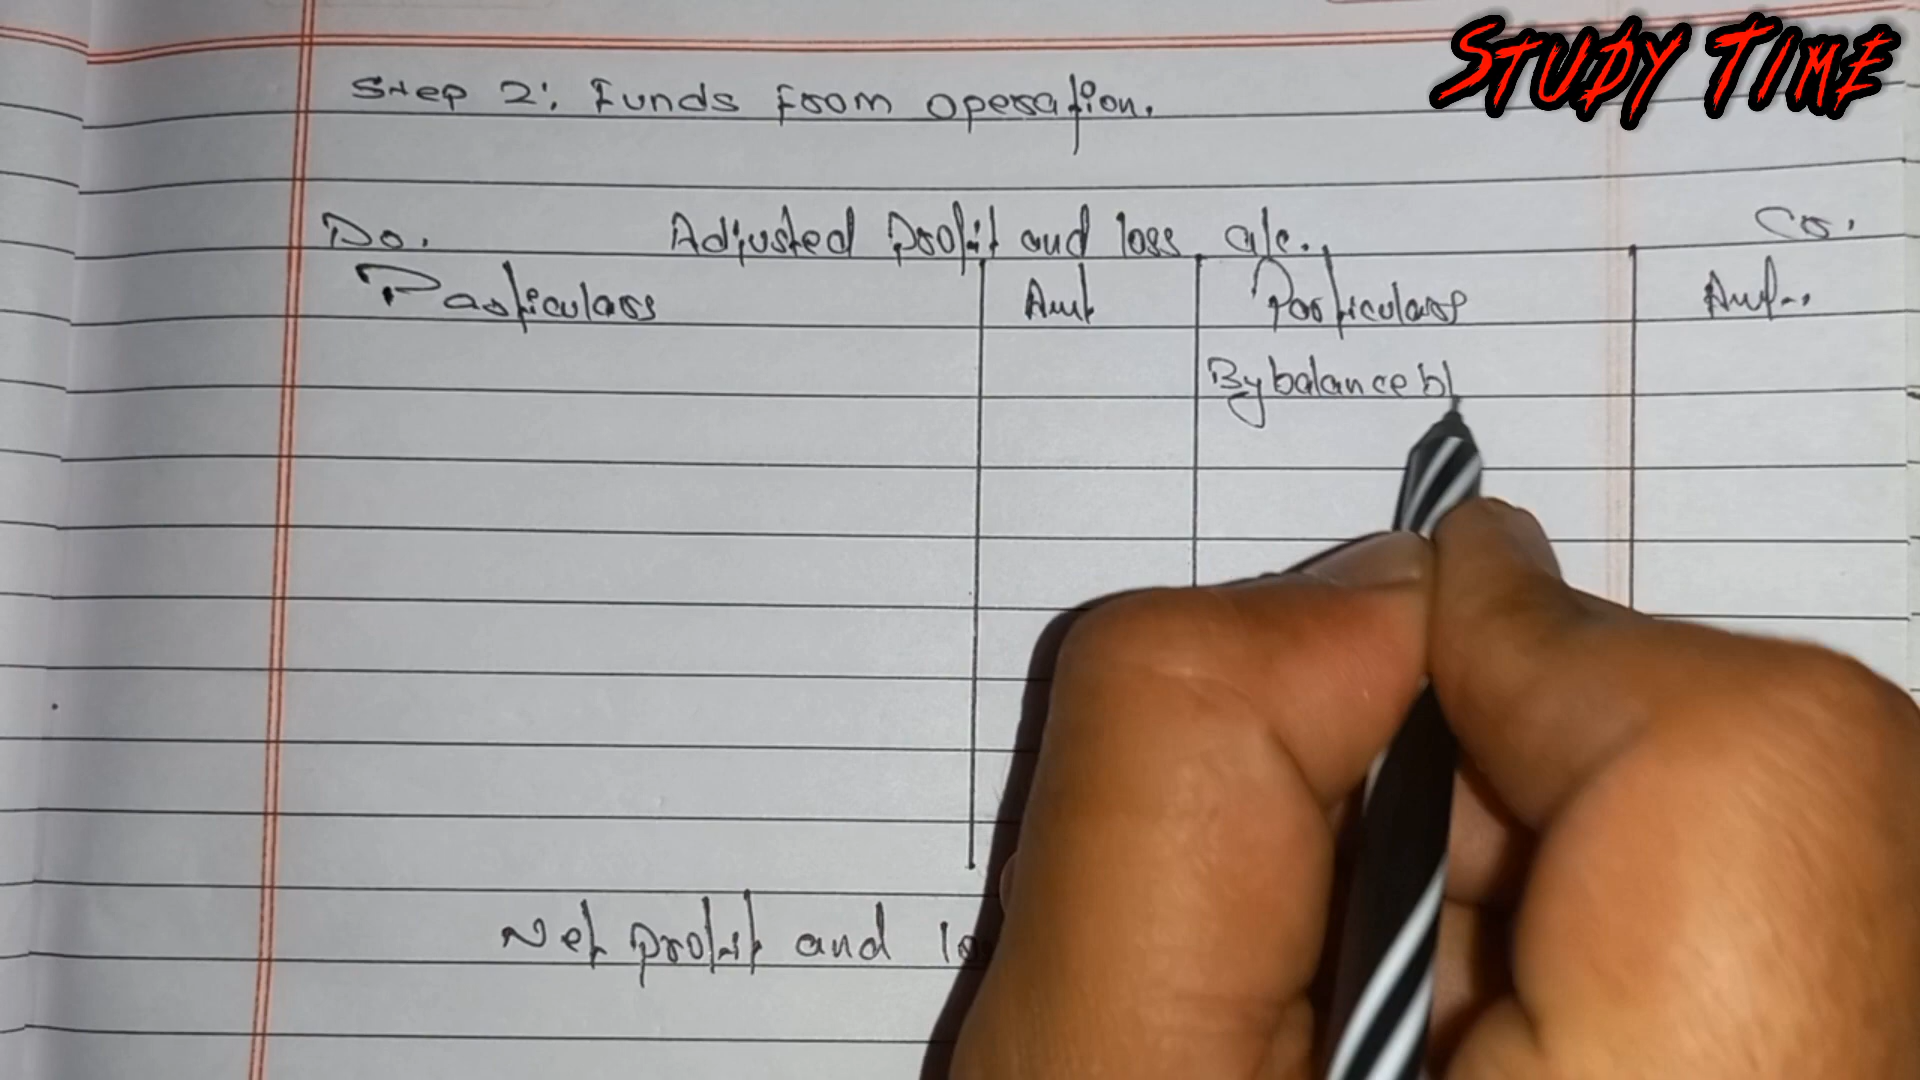 STUDY TIME
Step 2: Funds from operation.
Dr. Adjusted profit and loss a/c. Cr.
Particulars Amt Particulars Amt..
By balance b/
Net profit and